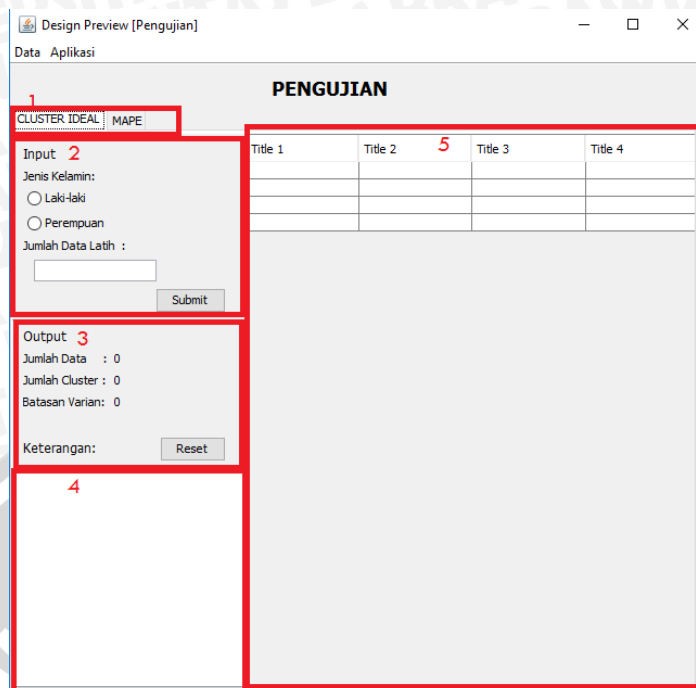 Design Preview [Pengujian]
Data Aplikasi
PENGUJIAN
1
CLUSTER IDEAL MAPE
Input 2
Jenis Kelamin:
Laki-laki
Perempuan
Jumlah Data Latih :
Submit
Output 3
Jumlah Data : 0
Jumlah Cluster : 0
Batasan Varian: 0
Keterangan: Reset
4
5
Title 1 Title 2 Title 3 Title 4